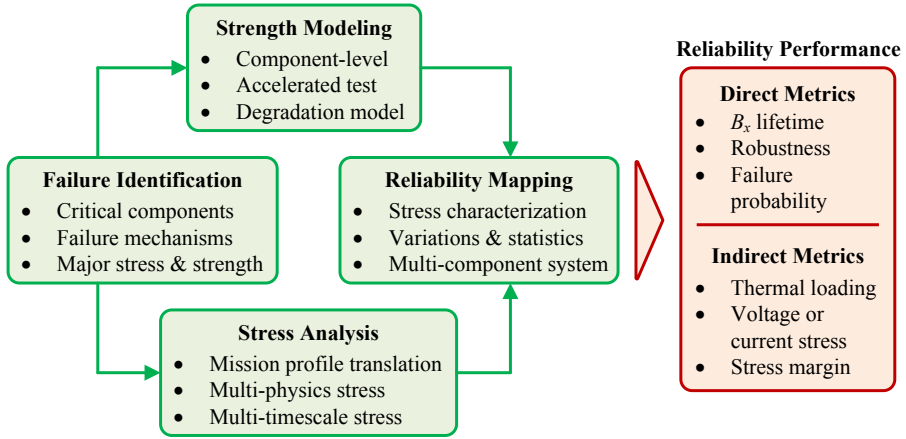 Strength Modeling
• Component-level
• Accelerated test
• Degradation model
Failure Identification
• Critical components
• Failure mechanisms
• Major stress & strength
Stress Analysis
• Mission profile translation
• Multi-physics stress
• Multi-timescale stress
Reliability Mapping
• Stress characterization
• Variations & statistics
• Multi-component system
Reliability Performance
Direct Metrics
• Bx lifetime
• Robustness
• Failure
probability
Indirect Metrics
• Thermal loading
• Voltage or
current stress
• Stress margin